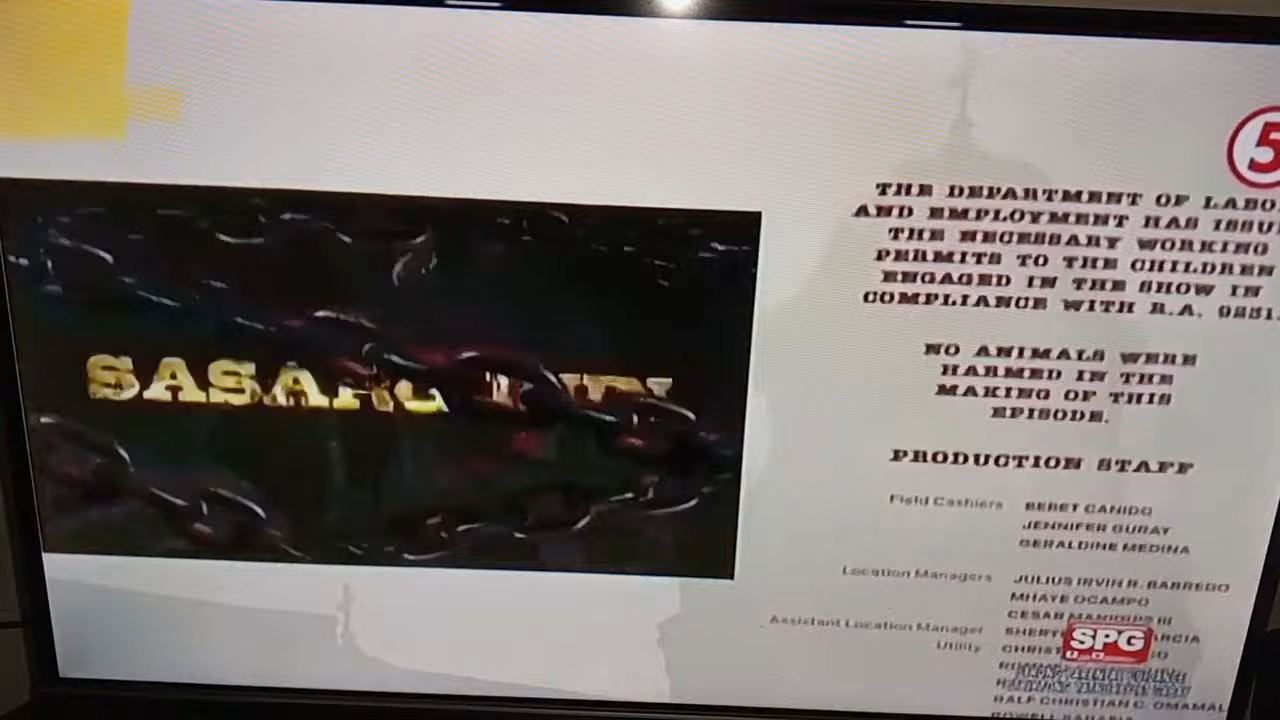 5
THE DEPARTMENT OF LABO
AND EMPLOYMENT HAS ISSU
THE NECESSARY WORKING
PERMITS TO THE CHILDREN
ENGAGED IN THE SHOW IN
COMPLIANCE WITH R.A. 9231.
NO ANIMALS WERE
HARMED IN THE
MAKING OF THIS
EPISODE.
PRODUCTION STAFF
Field Cashiers
BERET CANIDO
JENNIFER GURAY
GERALDINE MEDINA
Location Managers
JULIUS IRVIN R. BARREDO
MHAYE OCAMPO
CESAR
Assistant Location Manager
Utility
SPG
RALF CHRISTIAN C. OMAMAL